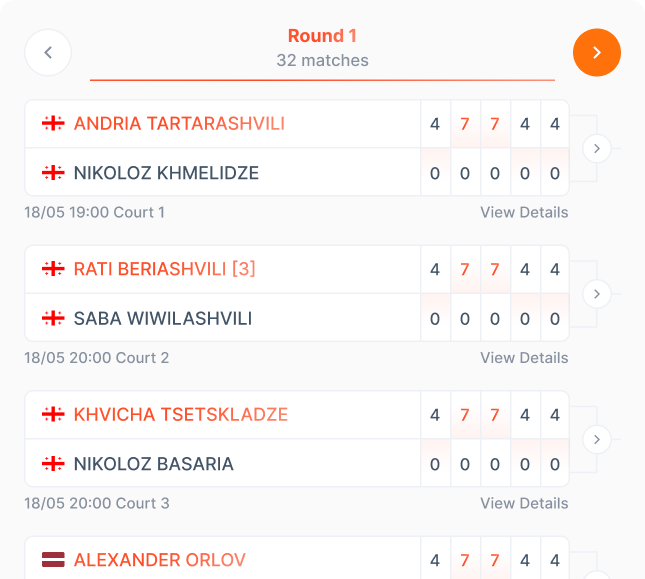 Round 1
32 matches
ANDRIA TARTARASHVILI 4 7 7 4 4
NIKOLOZ KHMELIDZE 0 0 0 0 0
18/05 19:00 Court 1 View Details
RATI BERIASHVILI [3] 4 7 7 4 4
SABA WIWILASHVILI 0 0 0 0 0
18/05 20:00 Court 2 View Details
KHVICHA TSETSKLADZE 4 7 7 4 4
NIKOLOZ BASARIA 0 0 0 0 0
18/05 20:00 Court 3 View Details
ALEXANDER ORLOV 4 7 7 4 4